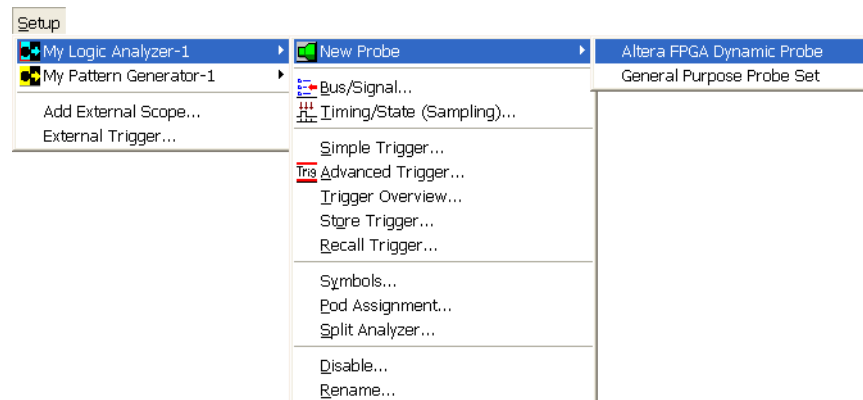 Setup
My Logic Analyzer-1
My Pattern Generator-1
Add External Scope...
External Trigger...
New Probe
Bus/Signal...
Timing/State (Sampling)...
Simple Trigger...
Trig Advanced Trigger...
Trigger Overview...
Store Trigger...
Recall Trigger...
Symbols...
Pod Assignment...
Split Analyzer...
Disable...
Rename...
Altera FPGA Dynamic Probe
General Purpose Probe Set